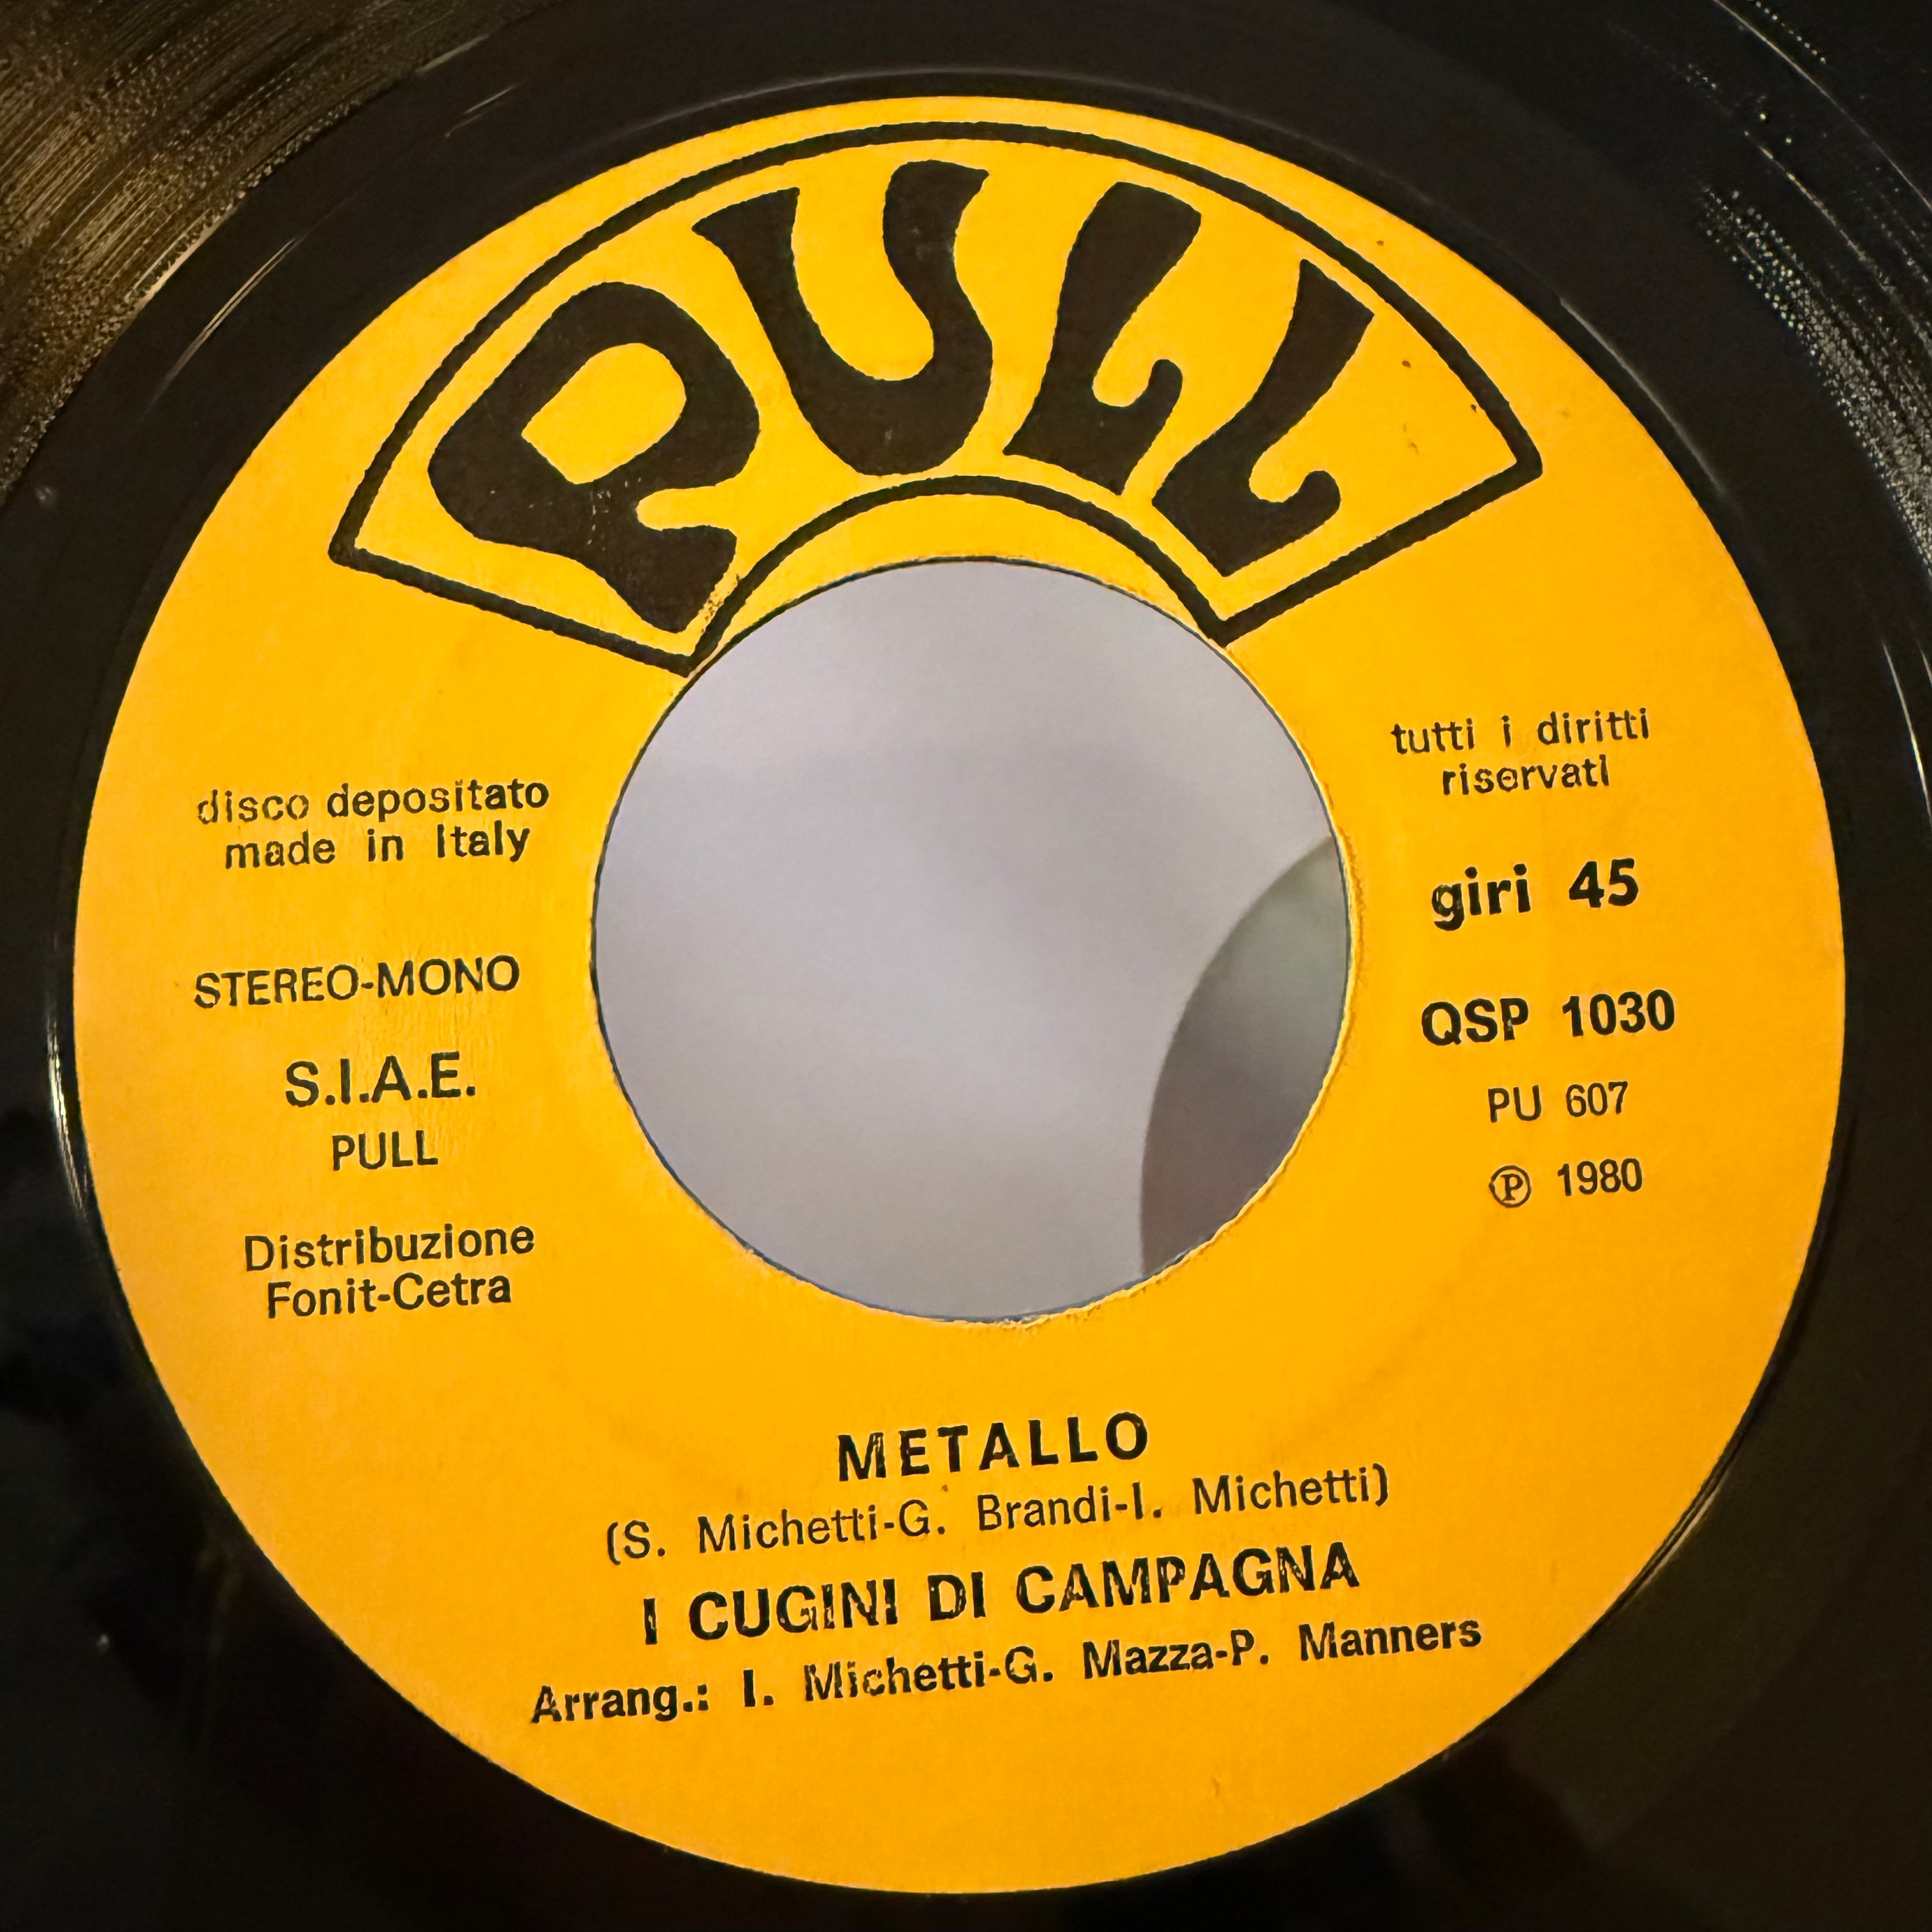 PULL
disco depositato
made in Italy
STEREO-MONO
S.I.A.E.
PULL
Distribuzione
Fonit-Cetra
tutti i diritti
riservati
giri 45
QSP 1030
PU 607
℗ 1980
METALLO
(S. Michetti-G. Brandi-I. Michetti)
I CUGINI DI CAMPAGNA
Arrang.: I. Michetti-G. Mazza-P. Manners